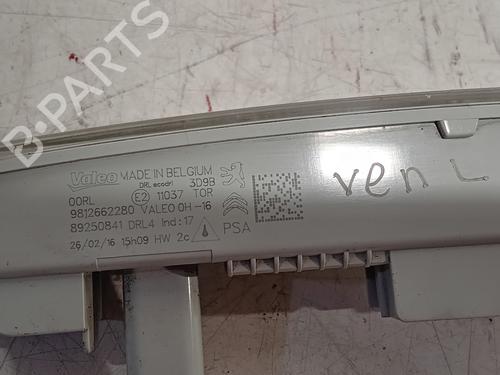 B-PARTS
Valeo MADE IN BELGIUM
DRL ecodrl 3D9B
00RL E2 11037 TOR
9812662280 VALEO 0H-16
89250841 DRL4 Ind:17
26/02/16 15h09 HW 2c PSA
ven L